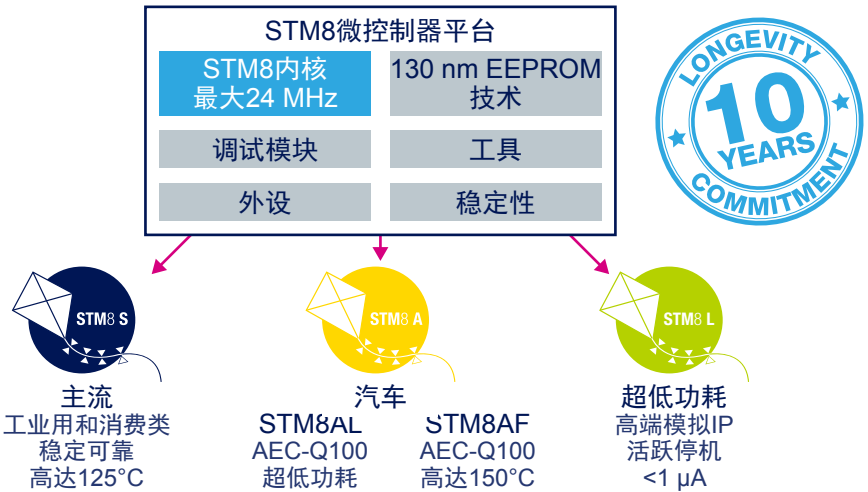 STM8微控制器平台
STM8内核
最大24 MHz
130 nm EEPROM
技术
调试模块
工具
外设
稳定性
LONGEVITY
10
YEARS
COMMITMENT
STM8 S
STM8 A
STM8 L
主流
工业用和消费类
稳定可靠
高达125°C
汽车
STM8AL
AEC-Q100
超低功耗
STM8AF
AEC-Q100
高达150°C
超低功耗
高端模拟IP
活跃停机
<1 µA